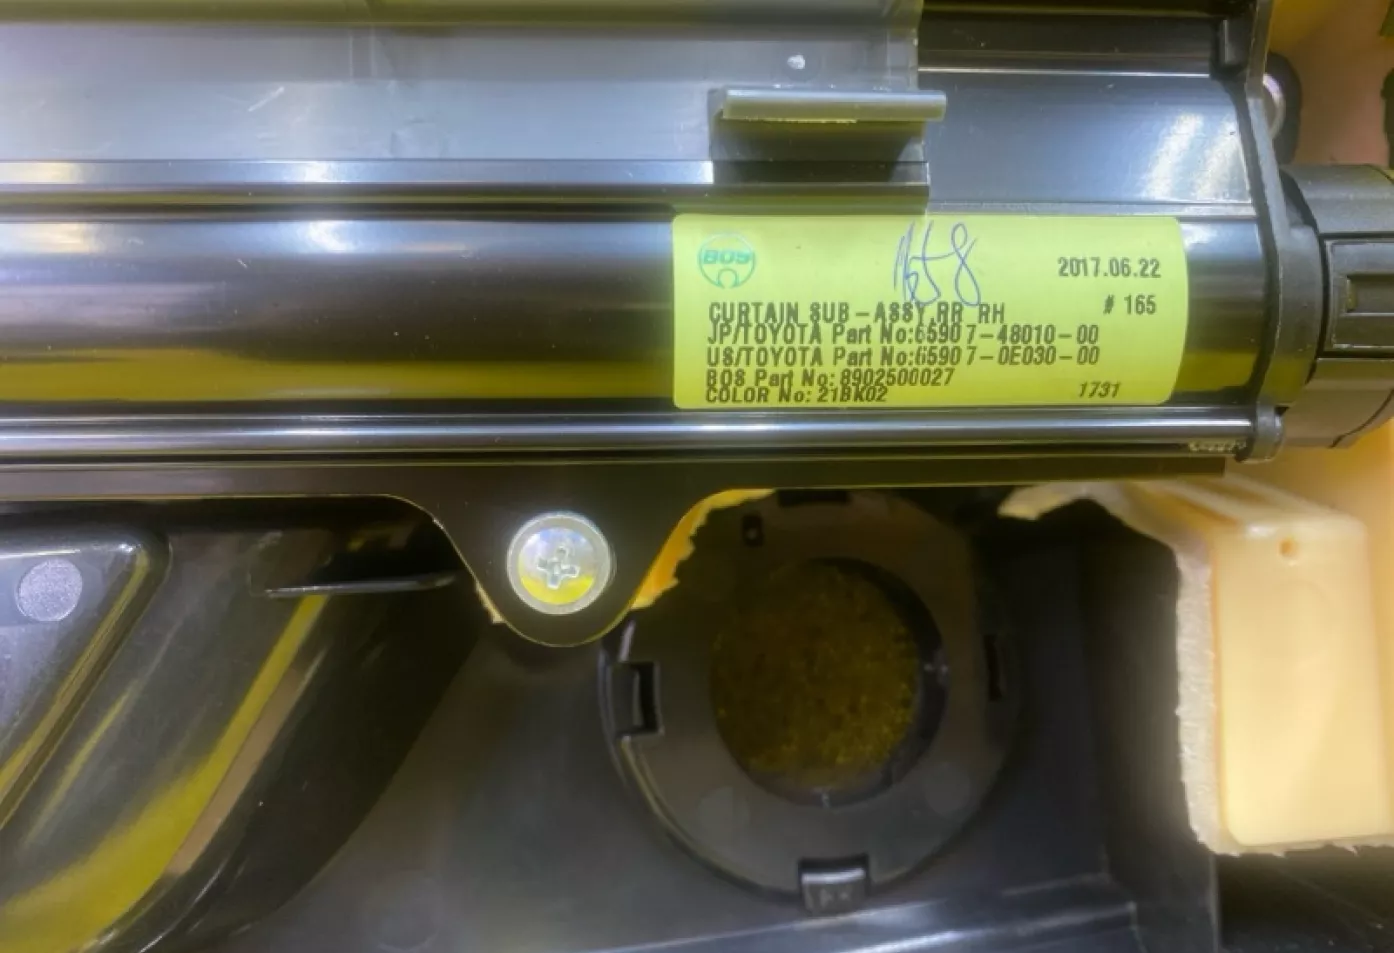 BOS
1658
2017.06.22
# 165
CURTAIN SUB-ASSY,RR RH
JP/TOYOTA Part No:65907-48010-00
US/TOYOTA Part No:65907-0E030-00
BOS Part No: 8902500027
COLOR No: 21BK02
1731